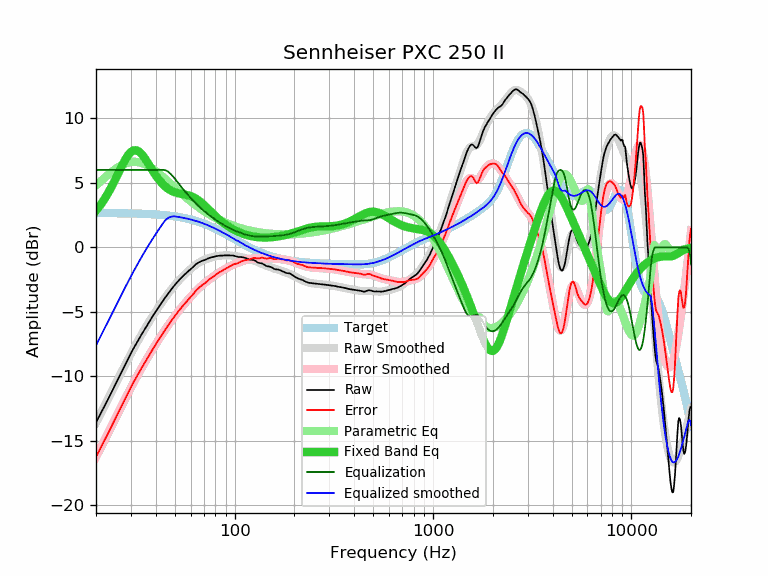 Sennheiser PXC 250 II
Amplitude (dBr)
10
5
0
−5
−10
−15
−20
Target
Raw Smoothed
Error Smoothed
Raw
Error
Parametric Eq
Fixed Band Eq
Equalization
Equalized smoothed
100
1000
10000
Frequency (Hz)